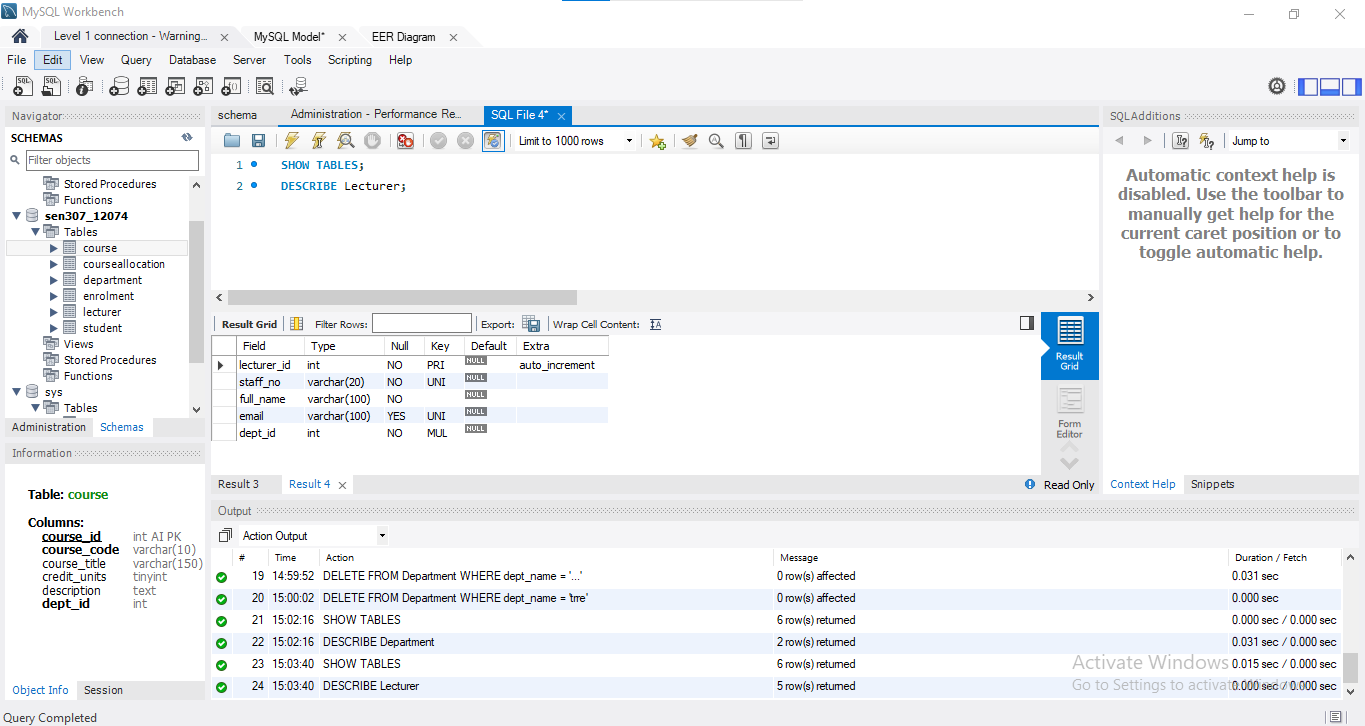 MySQL Workbench
Level 1 connection - Warning... MySQL Model* EER Diagram
File Edit View Query Database Server Tools Scripting Help
Navigator
SCHEMAS
Filter objects
Stored Procedures
Functions
sen307_12074
Tables
course
courseallocation
department
enrolment
lecturer
student
Views
Stored Procedures
Functions
sys
Tables
Administration Schemas
Information
Table: course
Columns:
course_id int AI PK
course_code varchar(10)
course_title varchar(150)
credit_units tinyint
description text
dept_id int
Object Info Session
Query Completed
schema Administration - Performance Re... SQL File 4*
Limit to 1000 rows
1 SHOW TABLES;
2 DESCRIBE Lecturer;
Result Grid Filter Rows: Export: Wrap Cell Content:
Field Type Null Key Default Extra
lecturer_id int NO PRI NULL auto_increment
staff_no varchar(20) NO UNI NULL
full_name varchar(100) NO NULL
email varchar(100) YES UNI NULL
dept_id int NO MUL NULL
Result Grid
Form Editor
Result 3 Result 4 Read Only
SQLAdditions
Jump to
Automatic context help is
disabled. Use the toolbar to
manually get help for the
current caret position or to
toggle automatic help.
Context Help Snippets
Output
Action Output
# Time Action Message Duration / Fetch
19 14:59:52 DELETE FROM Department WHERE dept_name = '...' 0 row(s) affected 0.031 sec
20 15:00:02 DELETE FROM Department WHERE dept_name = 'trre' 0 row(s) affected 0.000 sec
21 15:02:16 SHOW TABLES 6 row(s) returned 0.000 sec / 0.000 sec
22 15:02:16 DESCRIBE Department 2 row(s) returned 0.031 sec / 0.000 sec
23 15:03:40 SHOW TABLES 6 row(s) returned 0.015 sec / 0.000 sec
24 15:03:40 DESCRIBE Lecturer 5 row(s) returned 0.000 sec / 0.000 sec
Activate Windows
Go to Settings to activate Windows.